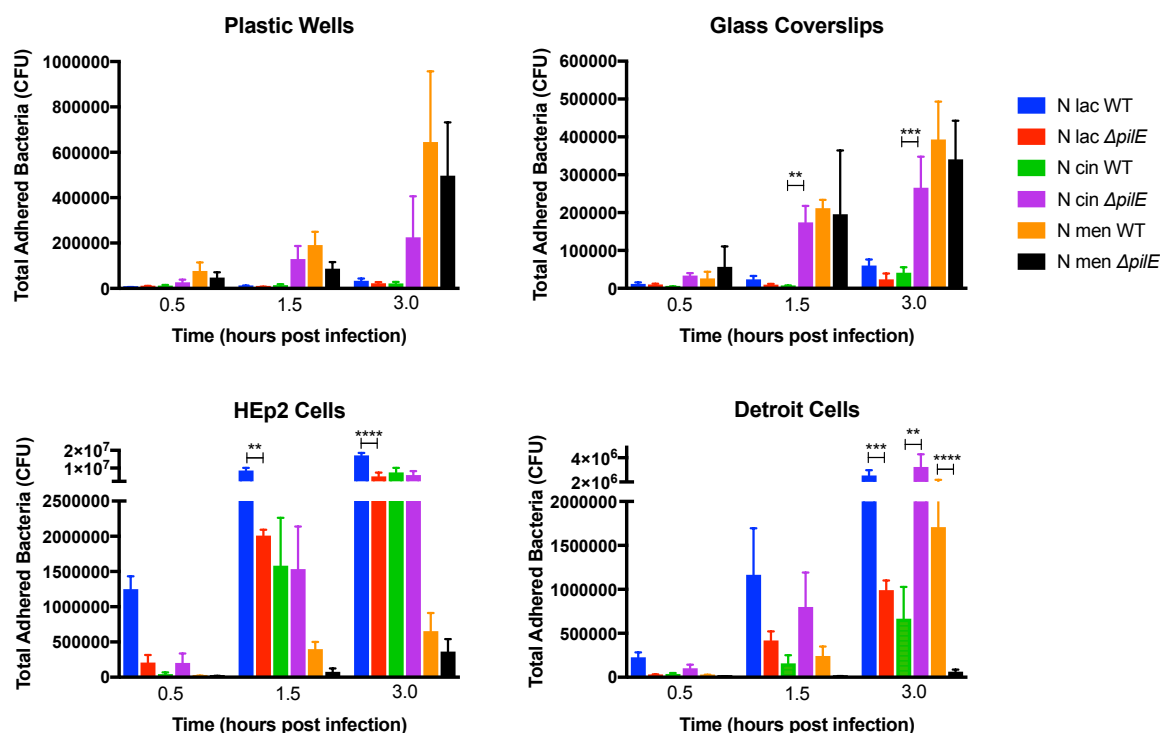 Plastic Wells
Total Adhered Bacteria (CFU)
1000000
800000
600000
400000
200000
0
0.5 1.5 3.0
Time (hours post infection)
Glass Coverslips
Total Adhered Bacteria (CFU)
600000
500000
400000
300000
200000
100000
0
**
***
0.5 1.5 3.0
Time (hours post infection)
N lac WT
N lac ΔpilE
N cin WT
N cin ΔpilE
N men WT
N men ΔpilE
HEp2 Cells
Total Adhered Bacteria (CFU)
2×10⁷
1×10⁷
2500000
2000000
1500000
1000000
500000
0
**
****
0.5 1.5 3.0
Time (hours post infection)
Detroit Cells
Total Adhered Bacteria (CFU)
4×10⁶
2×10⁶
2000000
1500000
1000000
500000
0
***
**
****
0.5 1.5 3.0
Time (hours post infection)